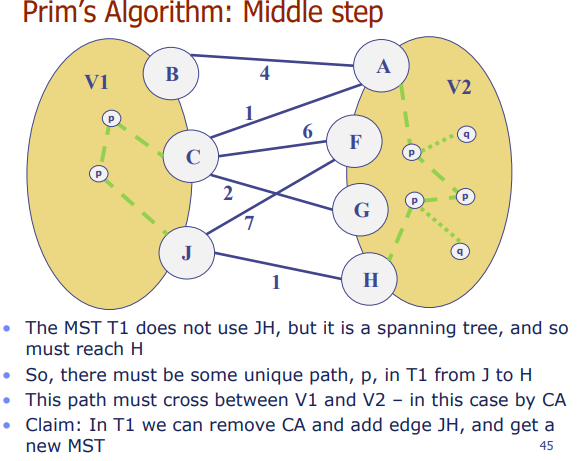 Prim's Algorithm: Middle step
B
4
A
V1
V2
1
p
6
F
q
C
p
p
2
p
p
G
7
J
q
H
1
The MST T1 does not use JH, but it is a spanning tree, and so
must reach H
So, there must be some unique path, p, in T1 from J to H
This path must cross between V1 and V2 – in this case by CA
Claim: In T1 we can remove CA and add edge JH, and get a
new MST
45